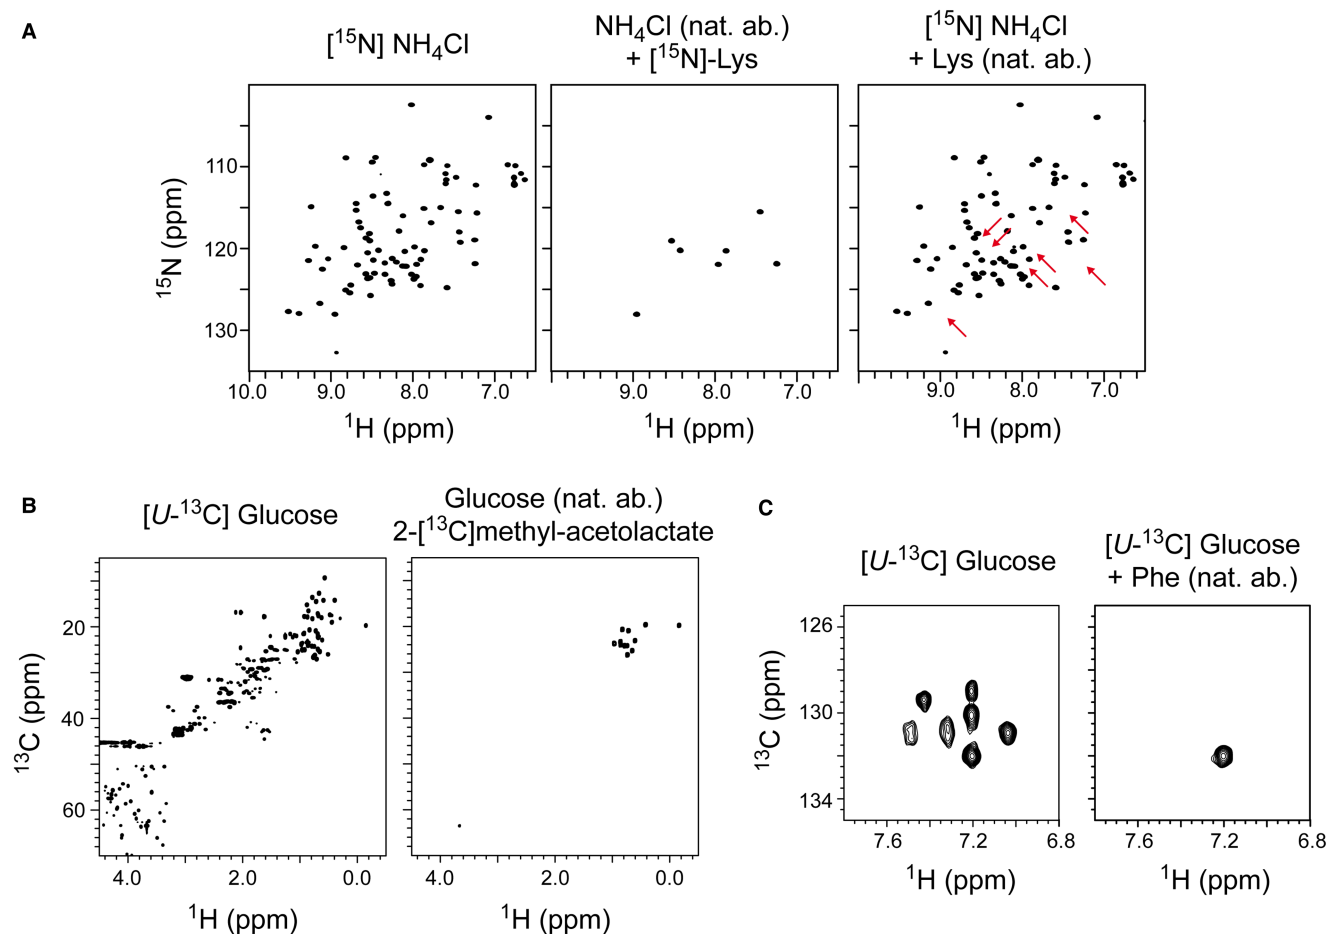 A
[¹⁵N] NH₄Cl
NH₄Cl (nat. ab.)
+ [¹⁵N]-Lys
[¹⁵N] NH₄Cl
+ Lys (nat. ab.)
¹⁵N (ppm)
110
120
130
10.0 9.0 8.0 7.0
9.0 8.0 7.0
9.0 8.0 7.0
¹H (ppm)
¹H (ppm)
¹H (ppm)
B
[U-¹³C] Glucose
Glucose (nat. ab.)
2-[¹³C]methyl-acetolactate
¹³C (ppm)
20
40
60
4.0 2.0 0.0
4.0 2.0 0.0
¹H (ppm)
¹H (ppm)
C
[U-¹³C] Glucose
[U-¹³C] Glucose
+ Phe (nat. ab.)
¹³C (ppm)
126
130
134
7.6 7.2 6.8
7.6 7.2 6.8
¹H (ppm)
¹H (ppm)